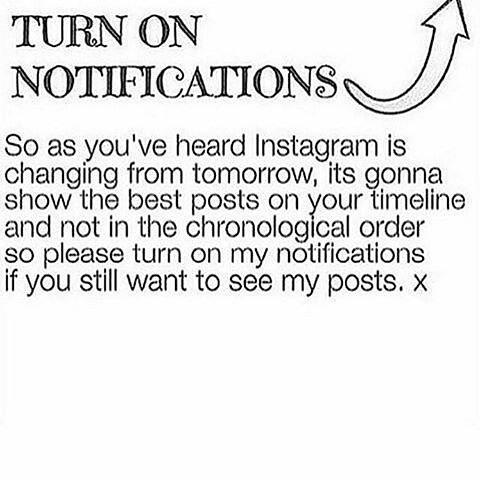 TURN ON
NOTIFICATIONS
So as you've heard Instagram is
changing from tomorrow, its gonna
show the best posts on your timeline
and not in the chronological order
so please turn on my notifications
if you still want to see my posts. x